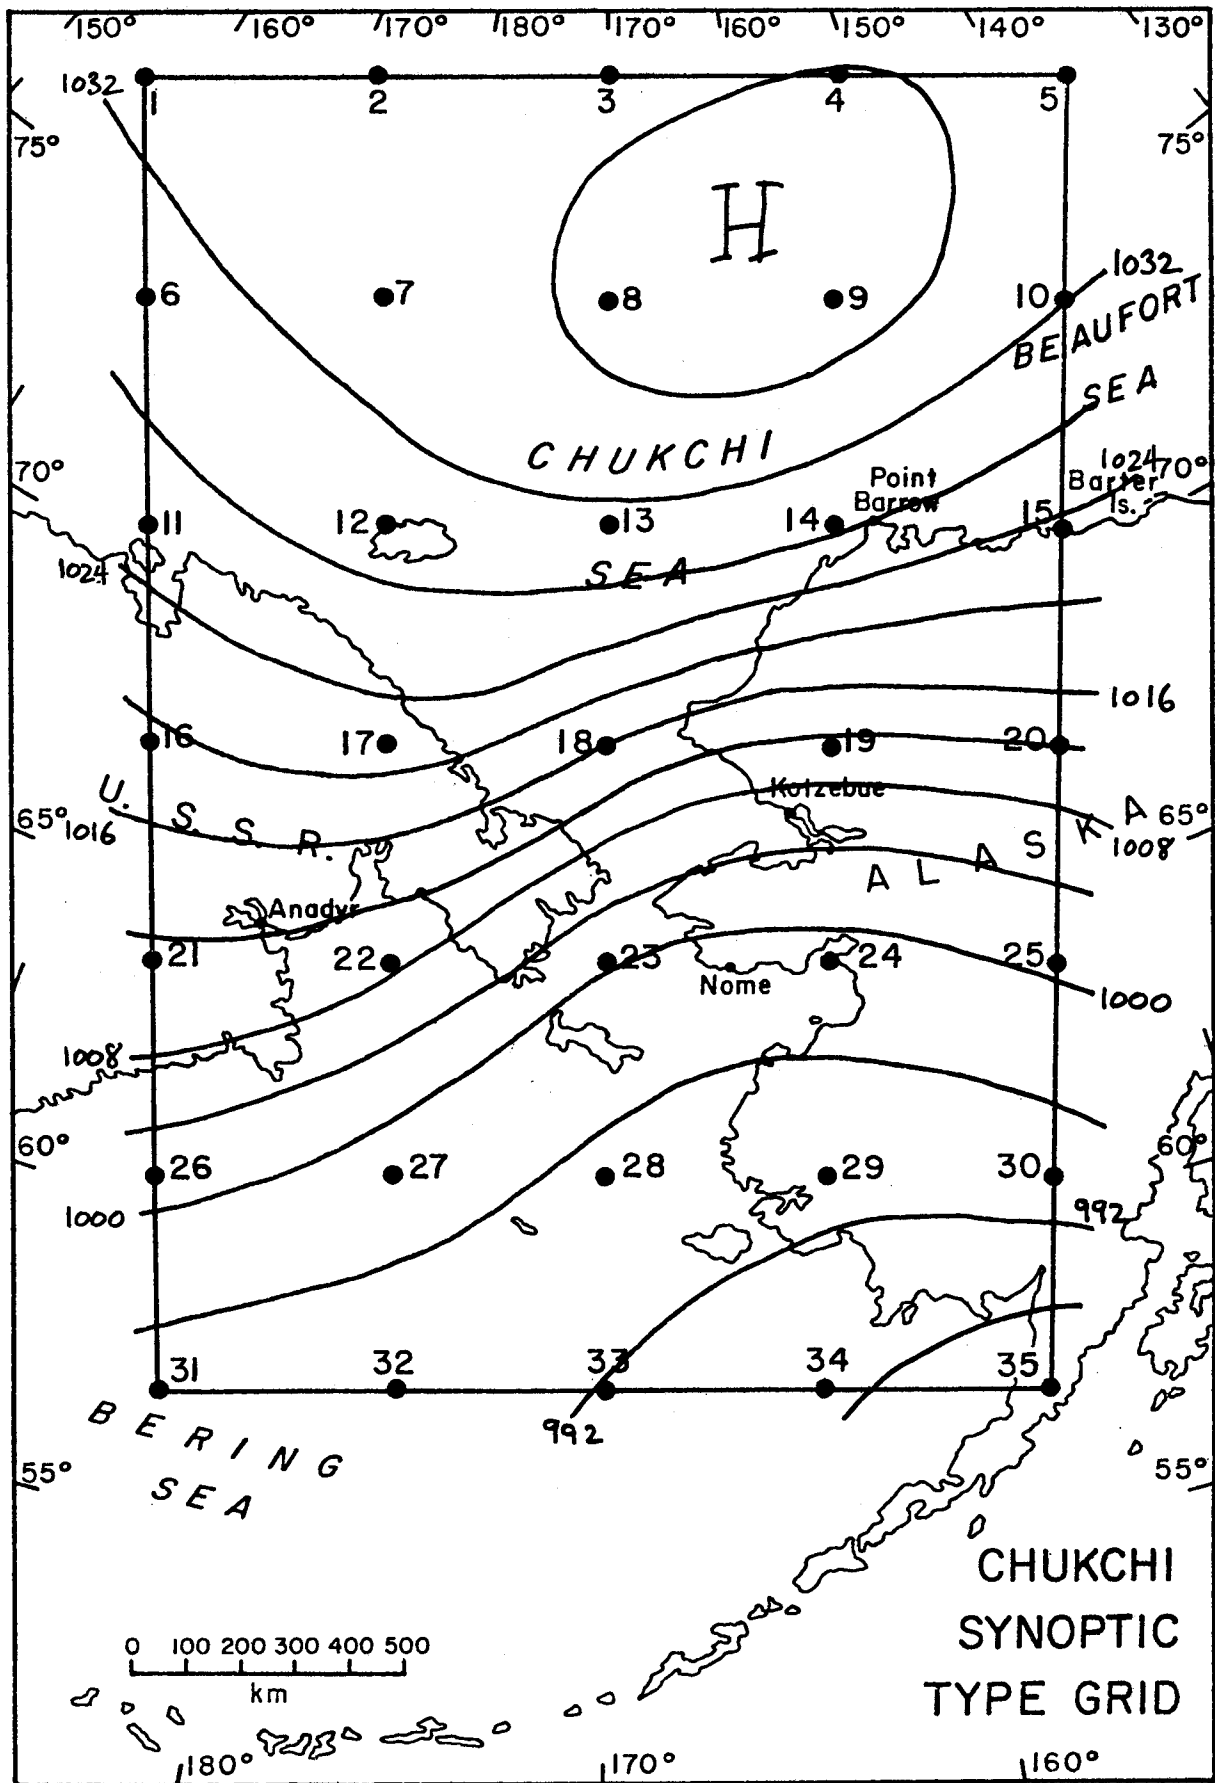 150° 160° 170° 180° 170° 160° 150° 140° 130°
1032
1 2 3 4 5
75° 75°
H
1032
6 7 8 9 10
BEAUFORT
SEA
CHUKCHI
SEA
70° 1024 70°
Point
Barrow
Barter
Is.
11 12 13 14 15
1024
1016
16 17 18 19 20
Kotzebue
U. S. S. R.
65° 1016
ALASKA
65°
1008
Anadyr
21 22 23 24 25
Nome
1000
1008
60° 60°
26 27 28 29 30
1000
992
31 32 33 34 35
992
BERING
SEA
55° 55°
CHUKCHI
SYNOPTIC
TYPE GRID
0 100 200 300 400 500
km
180° 170° 160°